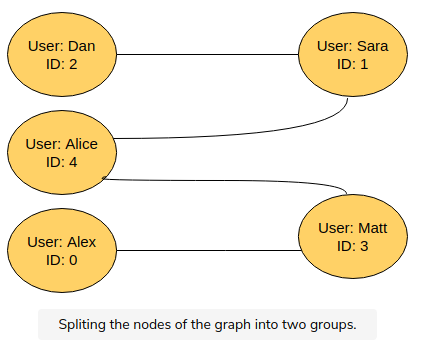 User: Dan
ID: 2
User: Sara
ID: 1
User: Alice
ID: 4
User: Alex
ID: 0
User: Matt
ID: 3
Spliting the nodes of the graph into two groups.